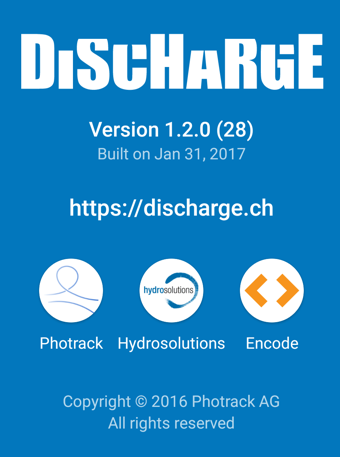 DiSCHARGE
Version 1.2.0 (28)
Built on Jan 31, 2017
https://discharge.ch
hydrosolutions
Photrack Hydrosolutions Encode
Copyright © 2016 Photrack AG
All rights reserved